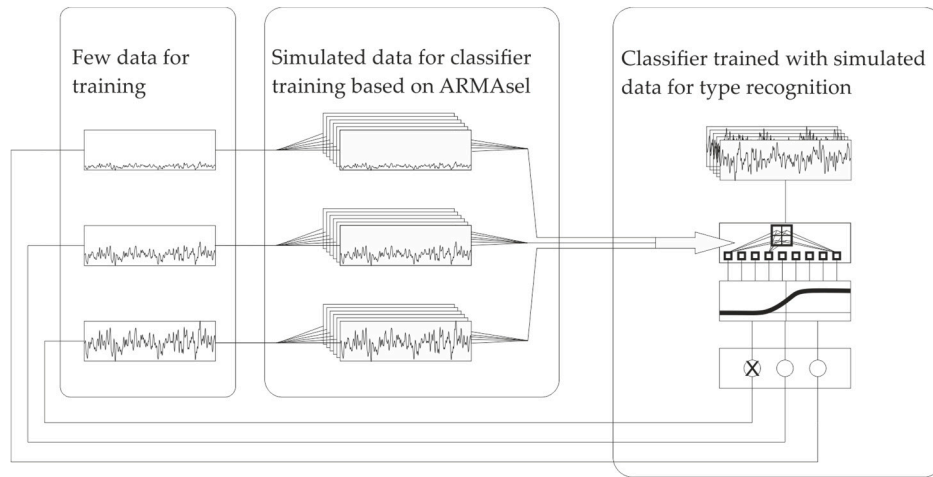 Few data for
training
Simulated data for classifier
training based on ARMAsel
Classifier trained with simulated
data for type recognition
X